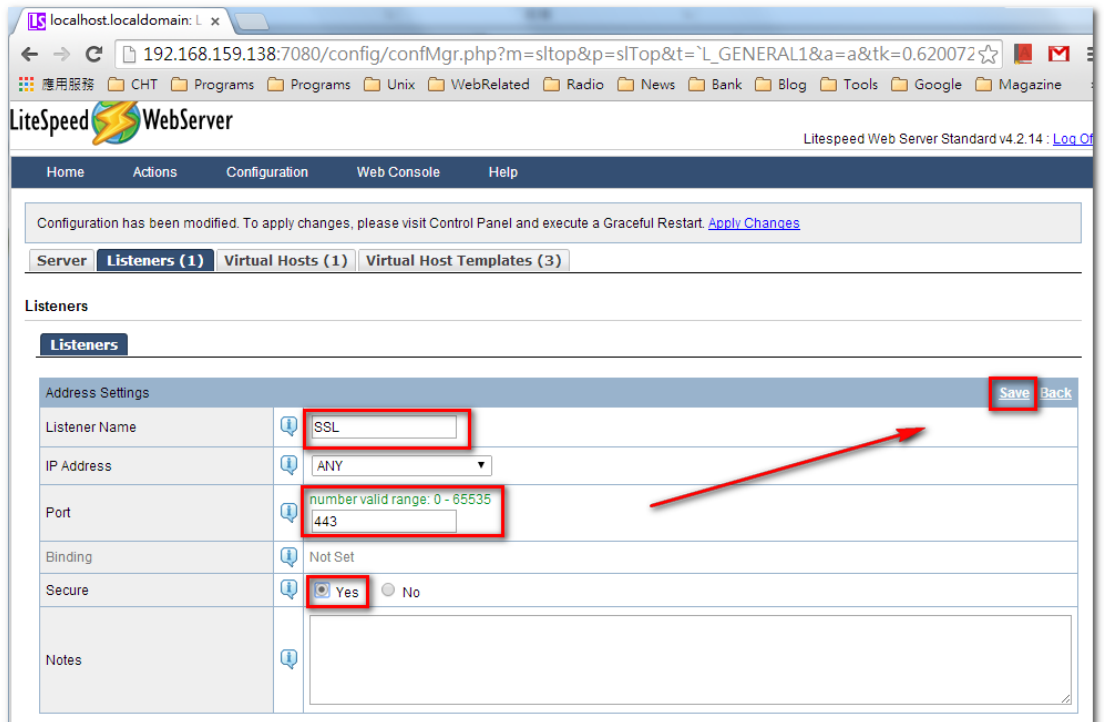 localhost.localdomain: L
192.168.159.138:7080/config/confMgr.php?m=sltop&p=slTop&t=`L_GENERAL1&a=a&tk=0.620072
應用服務 CHT Programs Programs Unix WebRelated Radio News Bank Blog Tools Google Magazine
LiteSpeed WebServer
Litespeed Web Server Standard v4.2.14 : Log Of
Home Actions Configuration Web Console Help
Configuration has been modified. To apply changes, please visit Control Panel and execute a Graceful Restart. Apply Changes
Server Listeners (1) Virtual Hosts (1) Virtual Host Templates (3)
Listeners
Listeners
Address Settings Save Back
Listener Name SSL
IP Address ANY
number valid range: 0 - 65535
Port 443
Binding Not Set
Secure Yes No
Notes